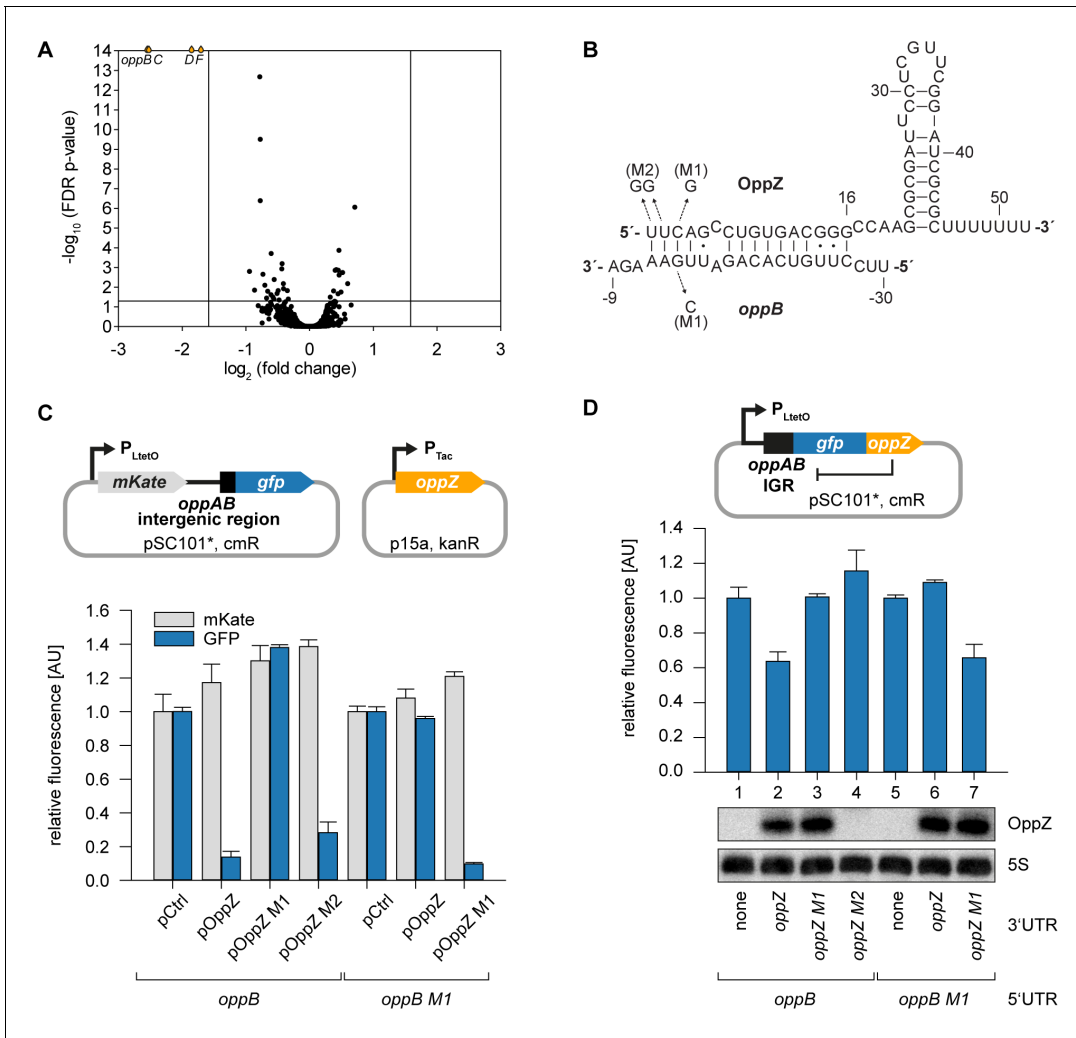 A
14
13
12
11
10
9
8
7
6
5
4
3
2
1
0
-log10 (FDR p-value)
oppB C D F
-3 -2 -1 0 1 2 3
log2 (fold change)
B
(M2) (M1)
GG G
OppZ
5´- UUCAGCCUGUGACGGGCCAAGCCGCGAUUCCUCGUUCGGAUCGCGGCUUUUUUUU -3´
16
30
40
50
3´- AGAAAGUUAGACACUGUUCCUU -5´
-9
-30
C
(M1)
oppB
C
PLtetO
mKate
gfp
oppAB
intergenic region
pSC101*, cmR
PTac
oppZ
p15a, kanR
relative fluorescence [AU]
1.6
1.4
1.2
1.0
0.8
0.6
0.4
0.2
0.0
mKate
GFP
pCtrl pOppZ pOppZ M1 pOppZ M2 pCtrl pOppZ pOppZ M1
oppB oppB M1
D
PLtetO
gfp
oppZ
oppAB
IGR
pSC101*, cmR
relative fluorescence [AU]
1.4
1.2
1.0
0.8
0.6
0.4
0.2
0.0
1 2 3 4 5 6 7
OppZ
5S
none oppZ oppZ M1 oppZ M2 none oppZ oppZ M1 3‘UTR
oppB oppB M1 5‘UTR